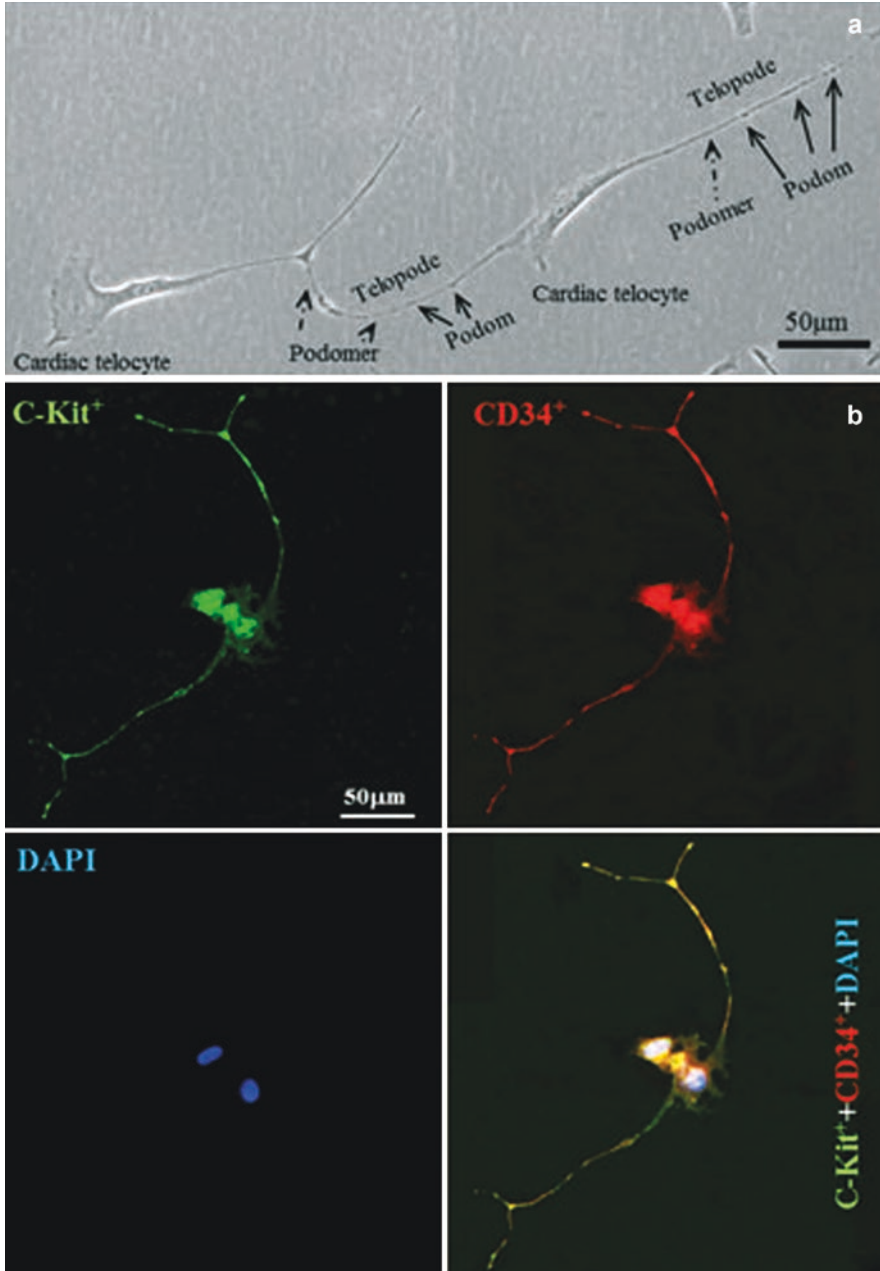 a
Telopode
Podom
Podomer
Telopode
Cardiac telocyte
Podom
Podomer
Cardiac telocyte
50μm
C-Kit⁺
CD34⁺
b
50μm
DAPI
C-Kit⁺+CD34⁺+DAPI